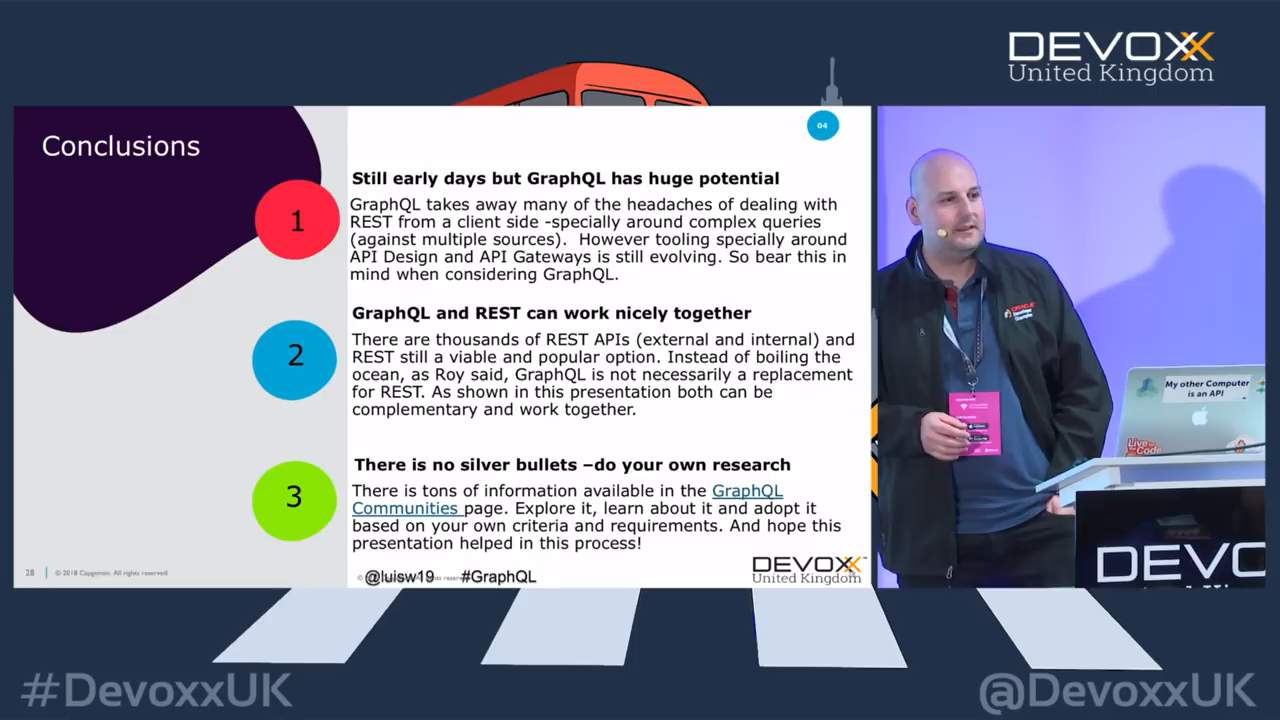 DEVOXX
United Kingdom
Conclusions
04
1
Still early days but GraphQL has huge potential
GraphQL takes away many of the headaches of dealing with
REST from a client side -specially around complex queries
(against multiple sources).  However tooling specially around
API Design and API Gateways is still evolving. So bear this in
mind when considering GraphQL.
2
GraphQL and REST can work nicely together
There are thousands of REST APIs (external and internal) and
REST still a viable and popular option. Instead of boiling the
ocean, as Roy said, GraphQL is not necessarily a replacement
for REST. As shown in this presentation both can be
complementary and work together.
3
There is no silver bullets –do your own research
There is tons of information available in the GraphQL
Communities page. Explore it, learn about it and adopt it
based on your own criteria and requirements. And hope this
presentation helped in this process!
28
© 2018 Capgemini. All rights reserved.
@luisw19 #GraphQL
DEVOXX
United Kingdom
ORACLE
Developer
Champion
My other Computer
is an API
Live
Code
DEVO
#DevoxxUK
@DevoxxUK